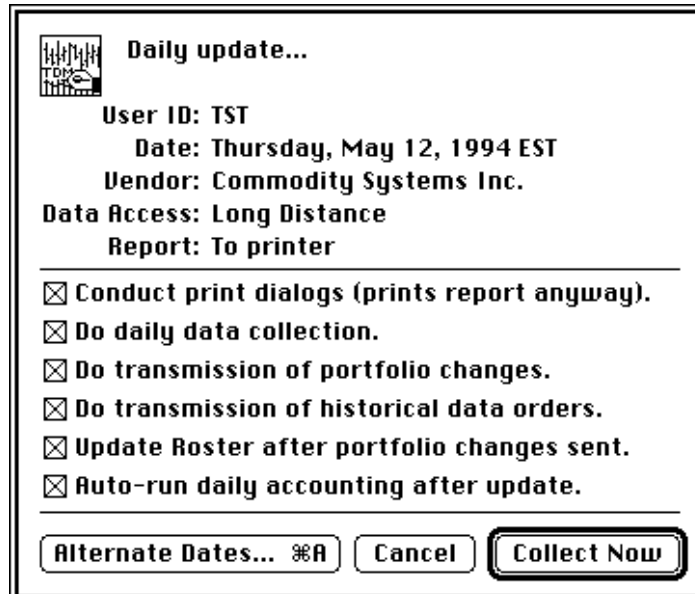 TDM
Daily update...
User ID: TST
Date: Thursday, May 12, 1994 EST
Vendor: Commodity Systems Inc.
Data Access: Long Distance
Report: To printer
Conduct print dialogs (prints report anyway).
Do daily data collection.
Do transmission of portfolio changes.
Do transmission of historical data orders.
Update Roster after portfolio changes sent.
Auto-run daily accounting after update.
Alternate Dates... ⌘A Cancel Collect Now